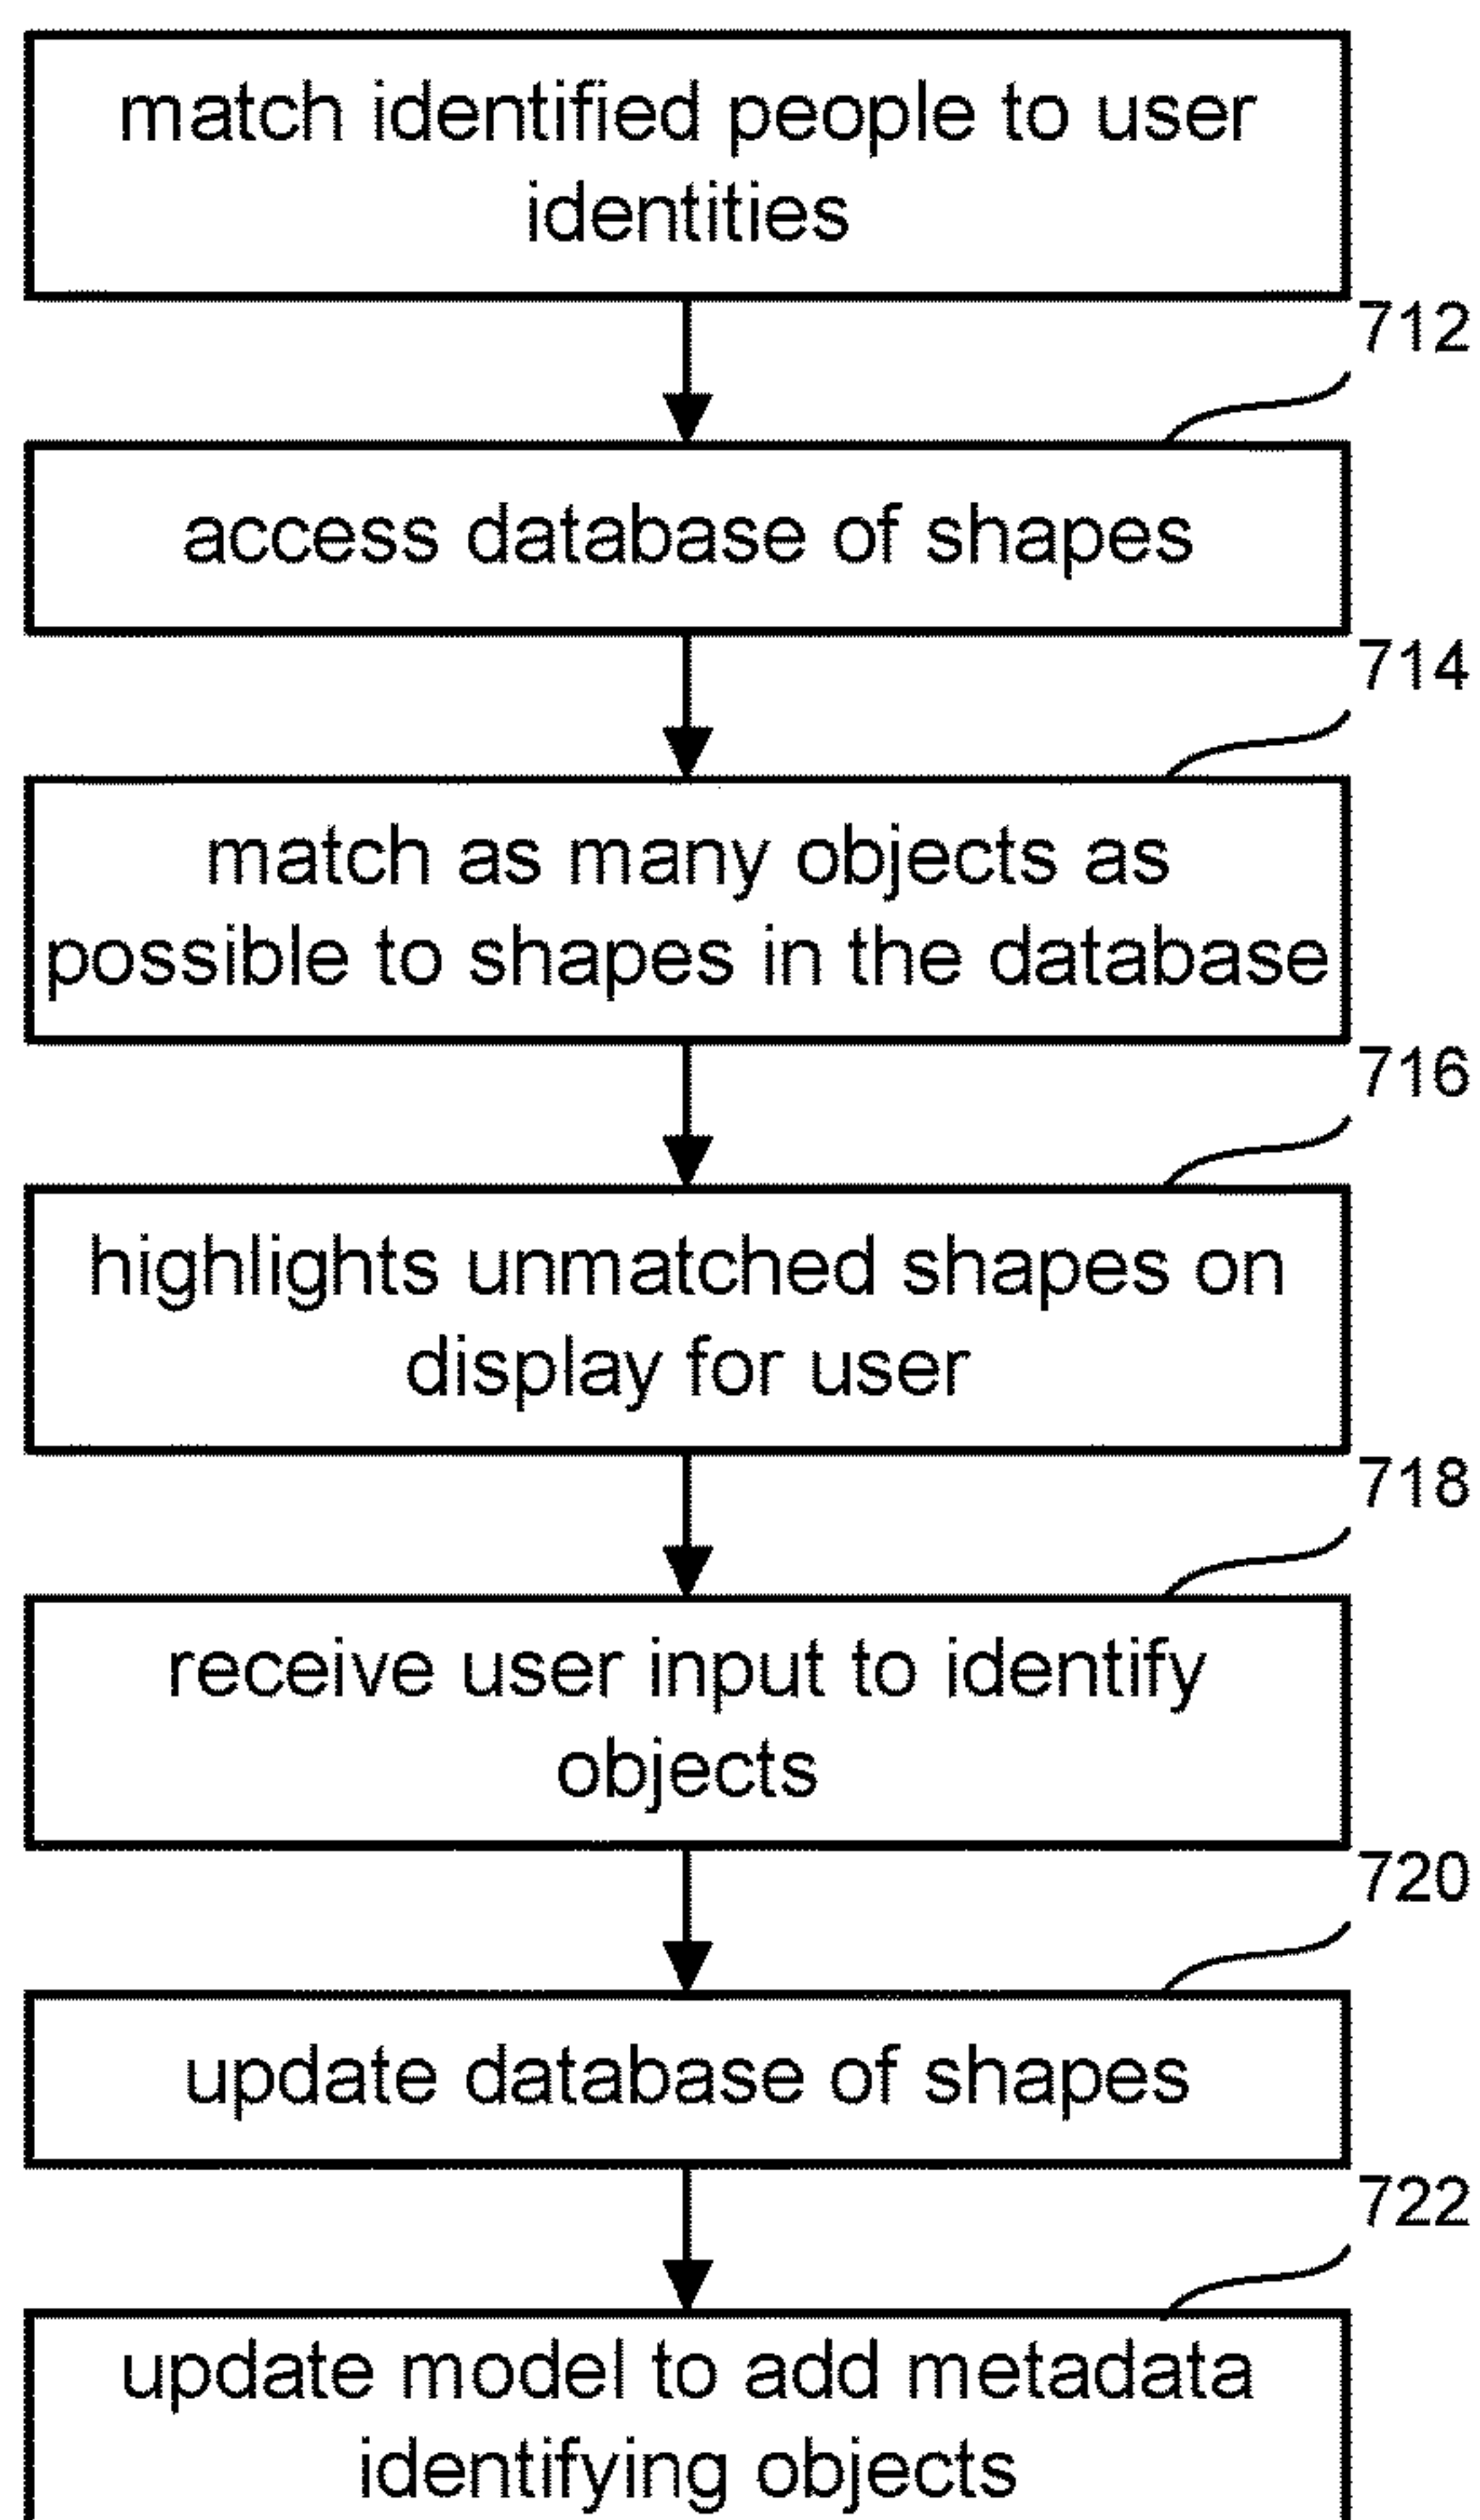 match identified people to user
identities
712
access database of shapes
714
match as many objects as
possible to shapes in the database
716
highlights unmatched shapes on
display for user
718
receive user input to identify
objects
720
update database of shapes
722
update model to add metadata
identifying objects